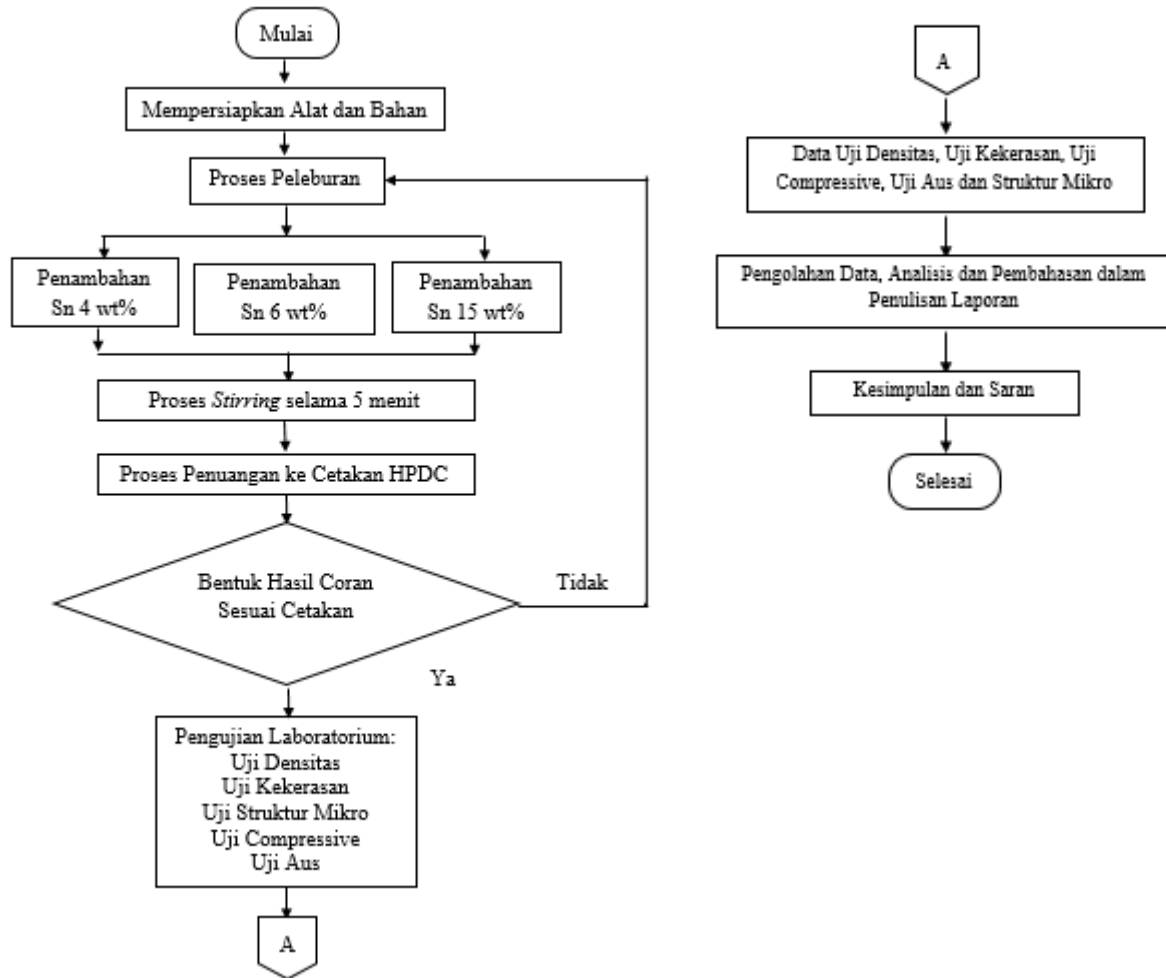 Mulai
Mempersiapkan Alat dan Bahan
Proses Peleburan
Penambahan
Sn 4 wt%
Penambahan
Sn 6 wt%
Penambahan
Sn 15 wt%
Proses Stirring selama 5 menit
Proses Penuangan ke Cetakan HPDC
Bentuk Hasil Coran
Sesuai Cetakan
Tidak
Ya
Pengujian Laboratorium:
Uji Densitas
Uji Kekerasan
Uji Struktur Mikro
Uji Compressive
Uji Aus
A
A
Data Uji Densitas, Uji Kekerasan, Uji
Compressive, Uji Aus dan Struktur Mikro
Pengolahan Data, Analisis dan Pembahasan dalam
Penulisan Laporan
Kesimpulan dan Saran
Selesai